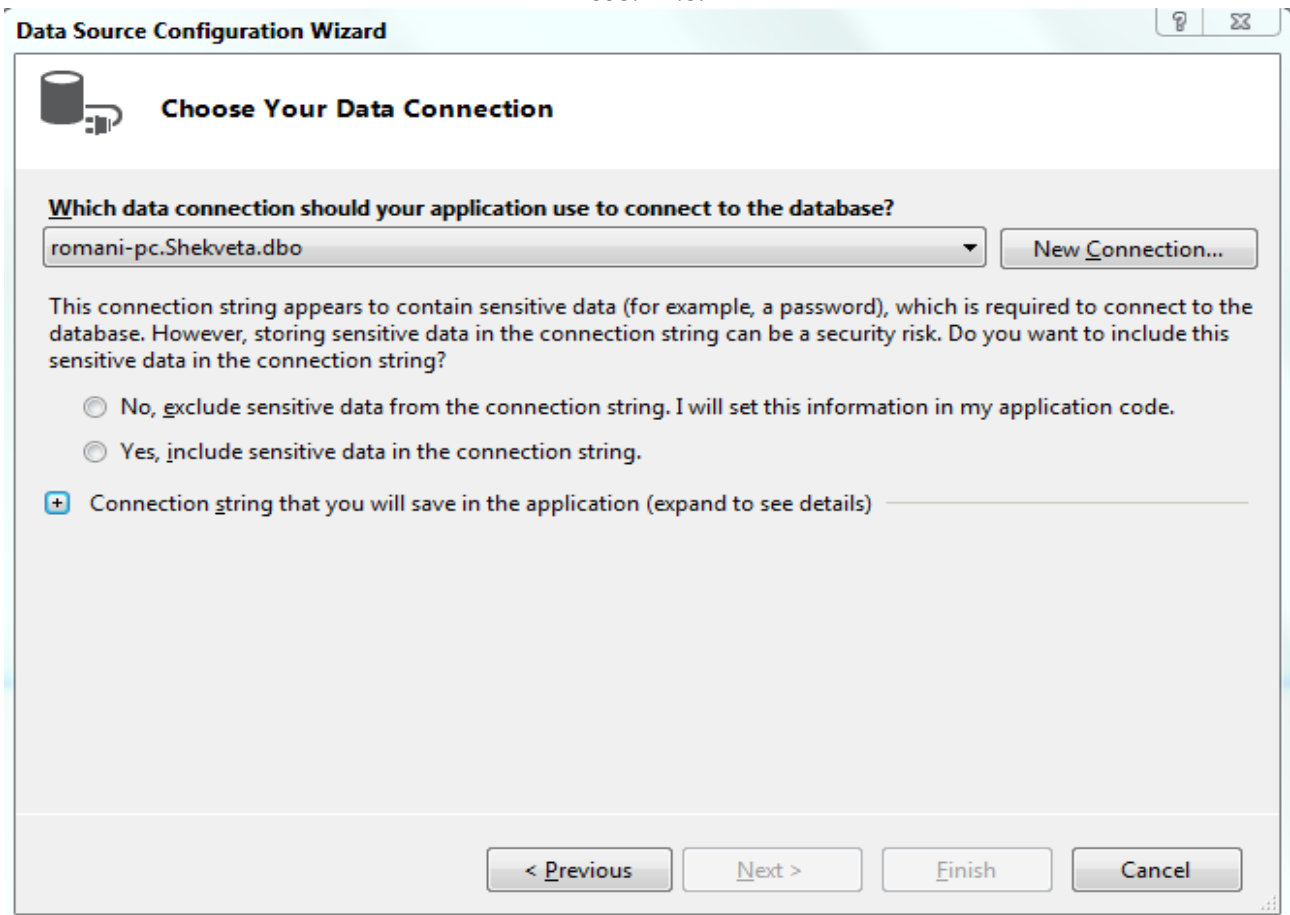 Data Source Configuration Wizard
Choose Your Data Connection
Which data connection should your application use to connect to the database?
romani-pc.Shekveta.dbo
New Connection...
This connection string appears to contain sensitive data (for example, a password), which is required to connect to the
database. However, storing sensitive data in the connection string can be a security risk. Do you want to include this
sensitive data in the connection string?
No, exclude sensitive data from the connection string. I will set this information in my application code.
Yes, include sensitive data in the connection string.
Connection string that you will save in the application (expand to see details)
< Previous
Next >
Finish
Cancel